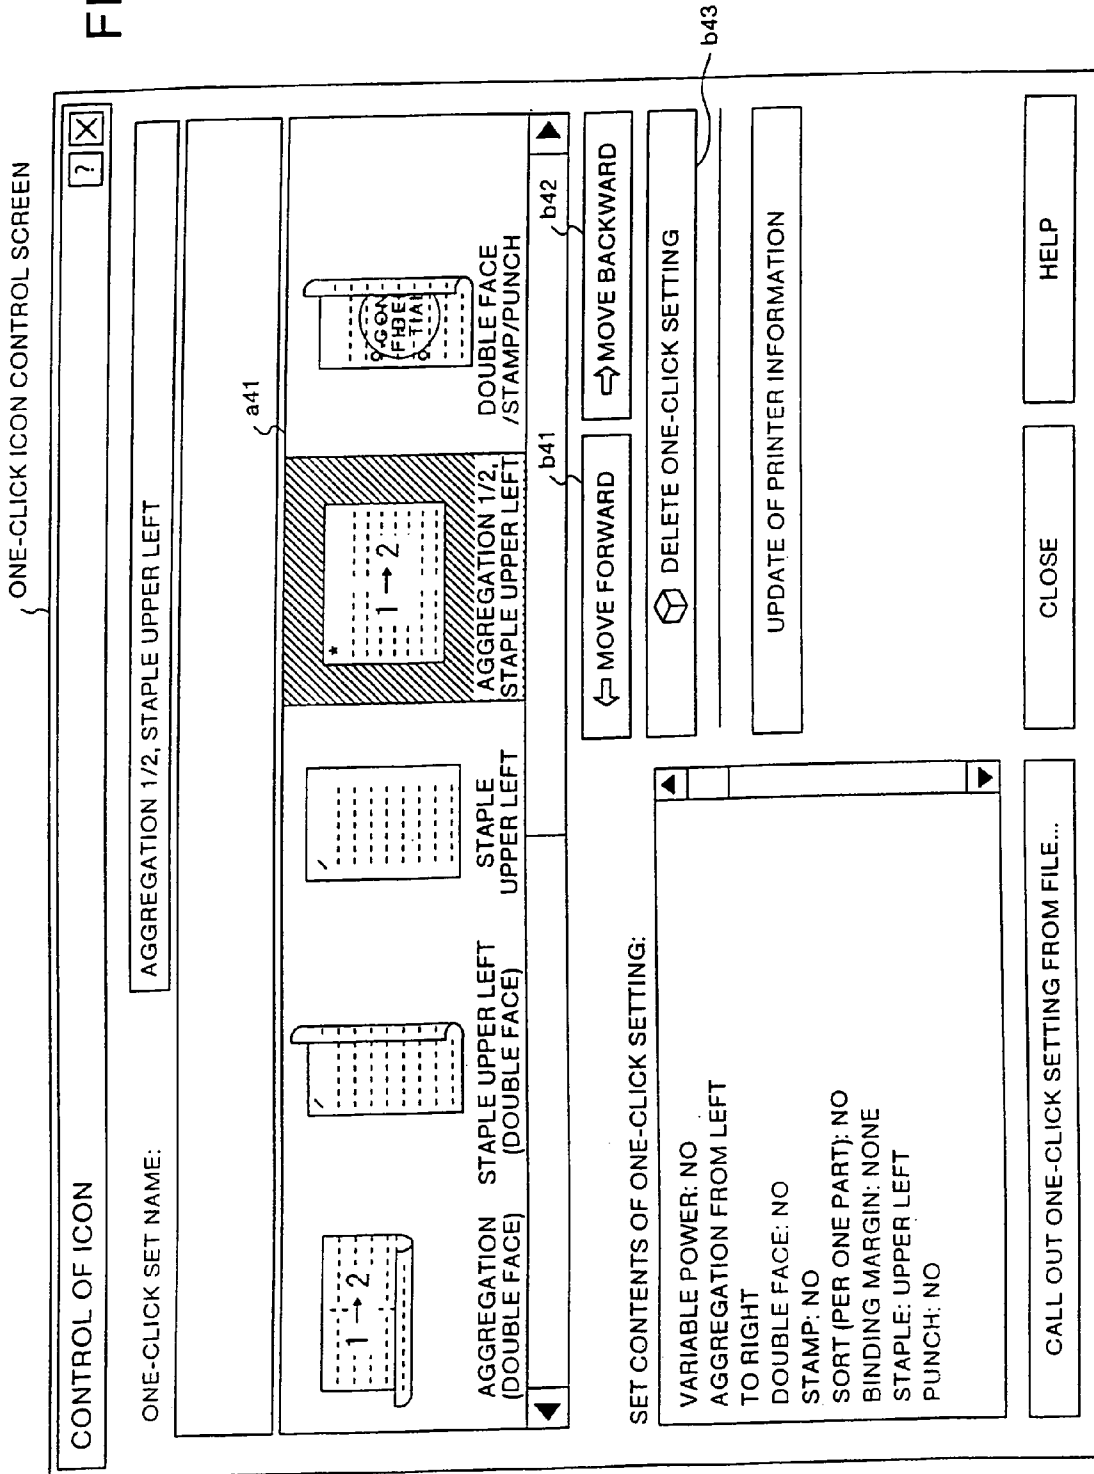 FI
ONE-CLICK ICON CONTROL SCREEN
CONTROL OF ICON
? X
ONE-CLICK SET NAME:
AGGREGATION 1/2, STAPLE UPPER LEFT
a41
1 → 2
AGGREGATION
(DOUBLE FACE)
STAPLE UPPER LEFT
(DOUBLE FACE)
STAPLE
UPPER LEFT
* 1 → 2
AGGREGATION 1/2,
STAPLE UPPER LEFT
CON
FIDE
TIAL
DOUBLE FACE
/STAMP/PUNCH
b41
b42
MOVE FORWARD
MOVE BACKWARD
DELETE ONE-CLICK SETTING
b43
UPDATE OF PRINTER INFORMATION
SET CONTENTS OF ONE-CLICK SETTING:
VARIABLE POWER: NO
AGGREGATION FROM LEFT
TO RIGHT
DOUBLE FACE: NO
STAMP: NO
SORT (PER ONE PART): NO
BINDING MARGIN: NONE
STAPLE: UPPER LEFT
PUNCH: NO
CALL OUT ONE-CLICK SETTING FROM FILE...
CLOSE
HELP